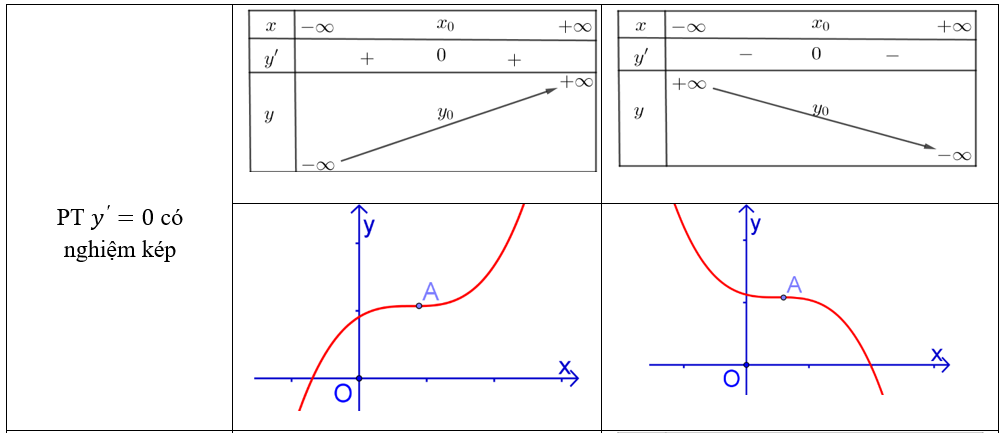 PT y′ = 0 có
nghiệm kép
x −∞ x₀ +∞
y′ + 0 +
y −∞ y₀ +∞
x −∞ x₀ +∞
y′ − 0 −
y +∞ y₀ −∞
y
A
x
O
y
A
x
O